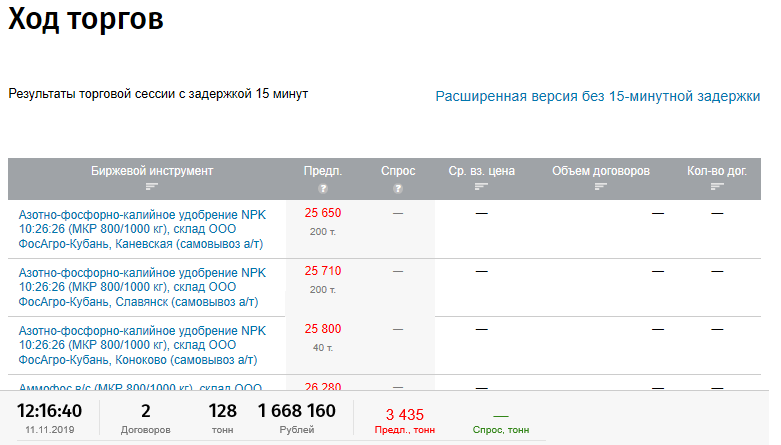 Ход торгов
Результаты торговой сессии с задержкой 15 минут
Расширенная версия без 15-минутной задержки
Биржевой инструмент Предл. Спрос Ср. вз. цена Объем договоров Кол-во дог.
? ?
Азотно-фосфорно-калийное удобрение NPK 25 650 — — — —
10:26:26 (МКР 800/1000 кг), склад ООО 200 т.
ФосАгро-Кубань, Каневская (самовывоз а/т)
Азотно-фосфорно-калийное удобрение NPK 25 710 — — — —
10:26:26 (МКР 800/1000 кг), склад ООО 200 т.
ФосАгро-Кубань, Славянск (самовывоз а/т)
Азотно-фосфорно-калийное удобрение NPK 25 800 — — — —
10:26:26 (МКР 800/1000 кг), склад ООО 40 т.
ФосАгро-Кубань, Коноково (самовывоз а/т)
Аммофос в/с (МКР 800/1000 кг), склад ООО 26 280 — — — —
12:16:40 2 128 1 668 160 3 435 —
11.11.2019 Договоров тонн Рублей Предл,, тонн Спрос, тонн